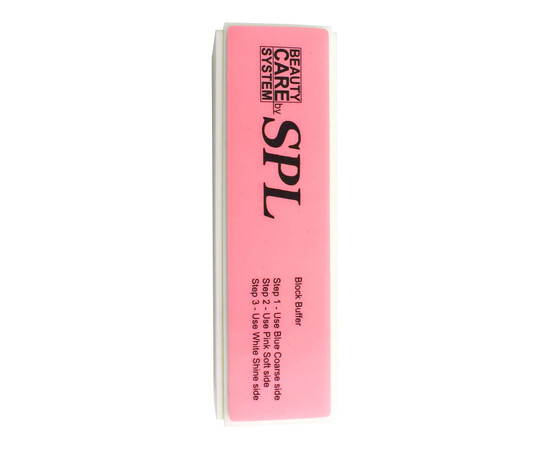 BEAUTY
CARE
SYSTEM
by
SPL
Block Buffer
Step 1 - Use Blue Coarse side
Step 2 - Use Pink Soft side
Step 3 - Use White Shine side